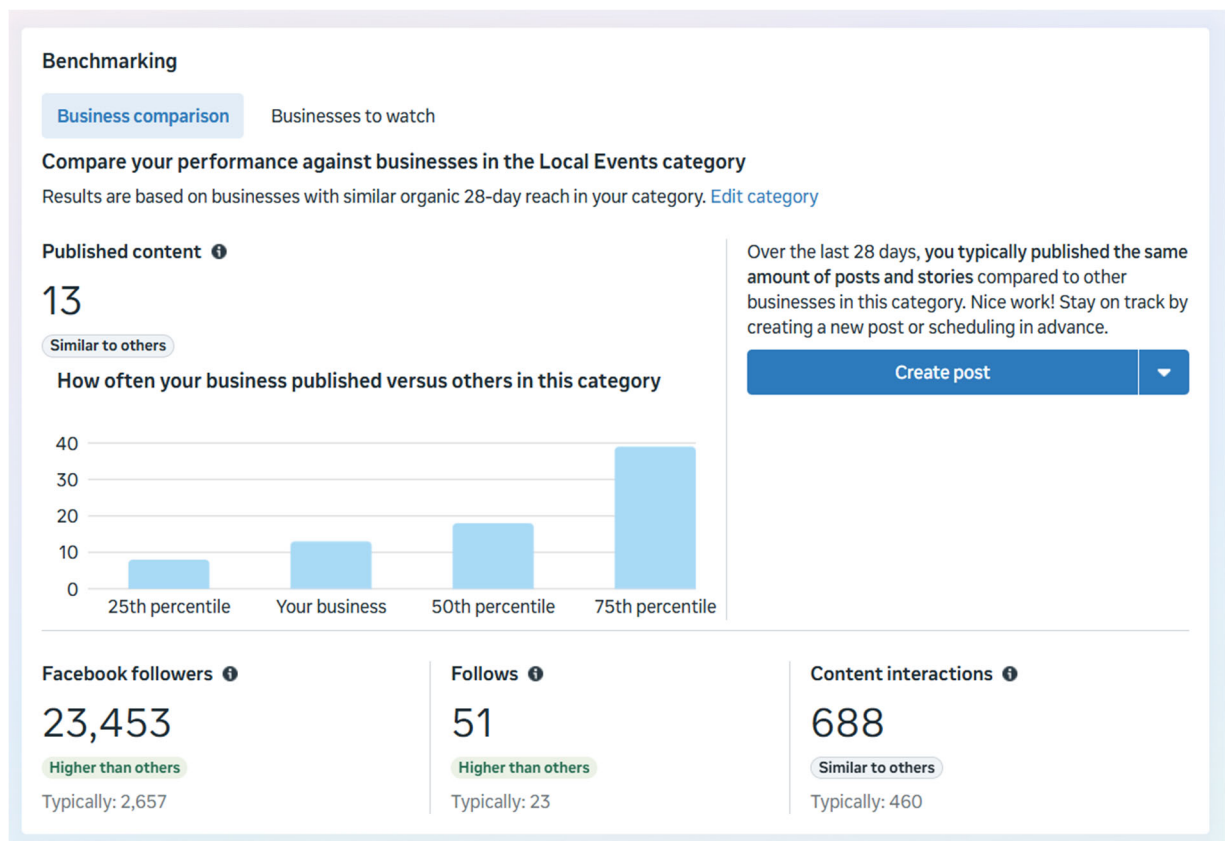 Benchmarking
Business comparison
Businesses to watch
Compare your performance against businesses in the Local Events category
Results are based on businesses with similar organic 28-day reach in your category. Edit category
Published content
13
Similar to others
How often your business published versus others in this category
40
30
20
10
0
25th percentile
Your business
50th percentile
75th percentile
Over the last 28 days, you typically published the same
amount of posts and stories compared to other
businesses in this category. Nice work! Stay on track by
creating a new post or scheduling in advance.
Create post
Facebook followers
23,453
Higher than others
Typically: 2,657
Follows
51
Higher than others
Typically: 23
Content interactions
688
Similar to others
Typically: 460